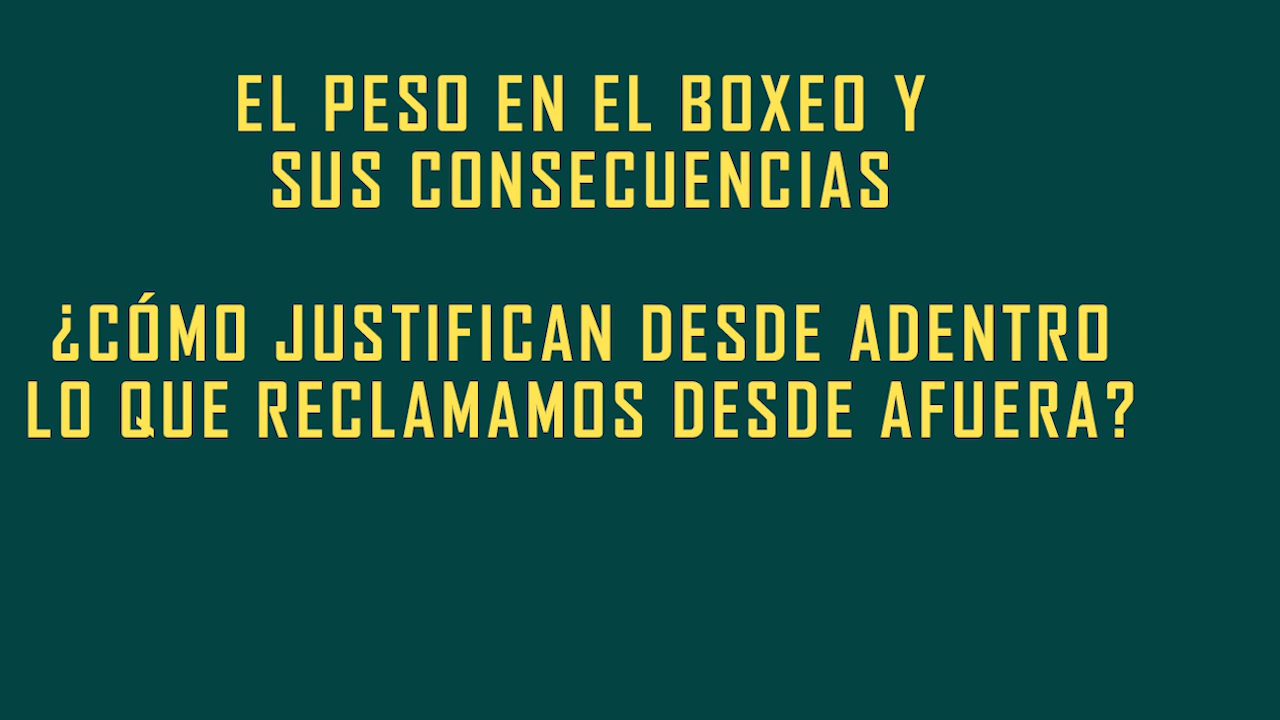 EL PESO EN EL BOXEO Y
SUS CONSECUENCIAS
¿CÓMO JUSTIFICAN DESDE ADENTRO
LO QUE RECLAMAMOS DESDE AFUERA?